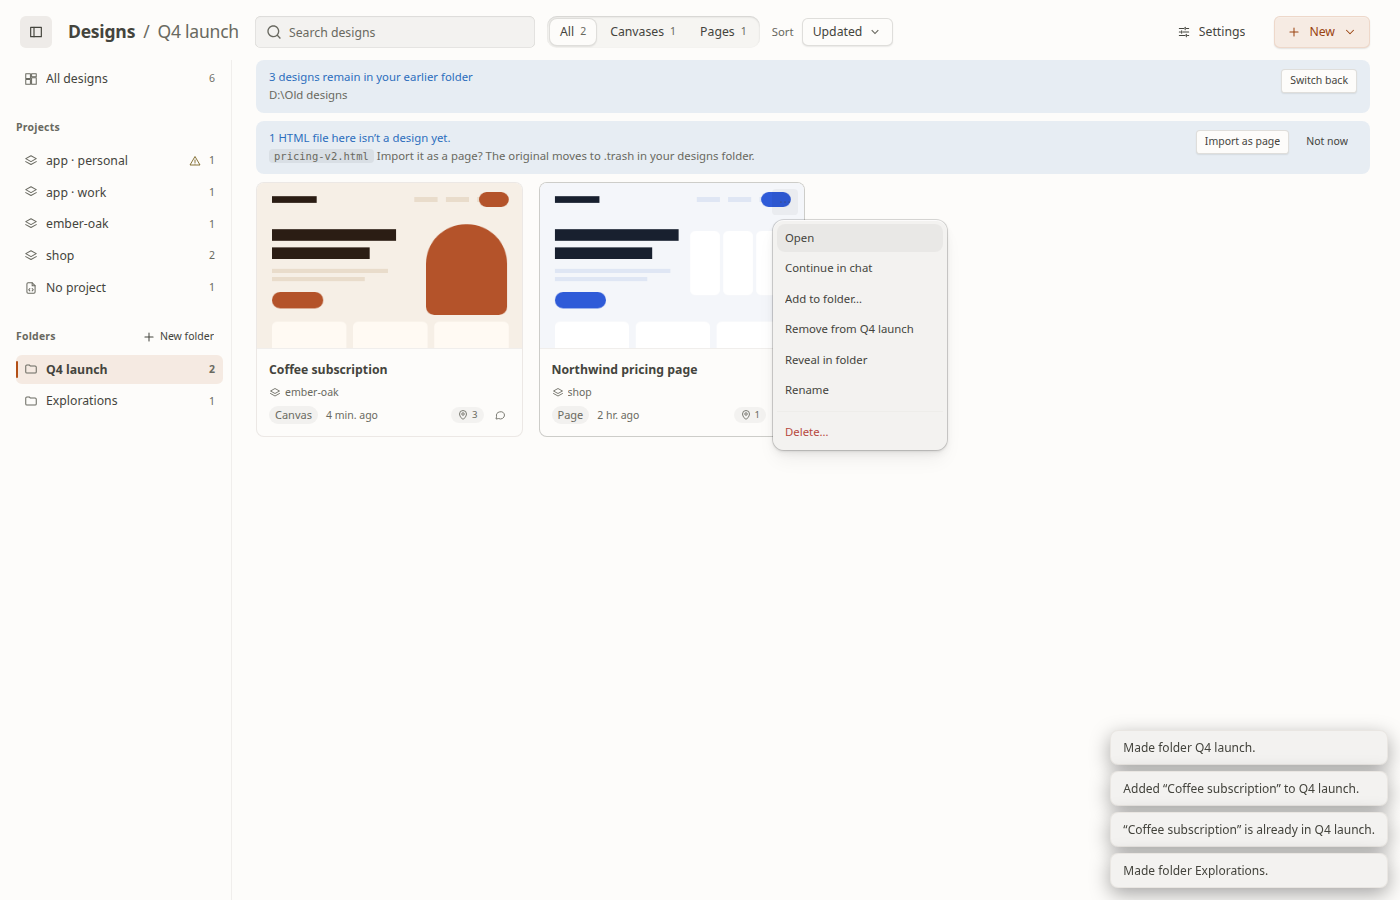 Designs / Q4 launch
Search designs
All 2
Canvases 1
Pages 1
Sort
Updated
Settings
New
All designs 6
Projects
app · personal 1
app · work 1
ember-oak 1
shop 2
No project 1
Folders
New folder
Q4 launch 2
Explorations 1
3 designs remain in your earlier folder
D:\Old designs
Switch back
1 HTML file here isn’t a design yet.
pricing-v2.html Import it as a page? The original moves to .trash in your designs folder.
Import as page
Not now
Coffee subscription
ember-oak
Canvas 4 min. ago 3
Northwind pricing page
shop
Page 2 hr. ago 1
Open
Continue in chat
Add to folder...
Remove from Q4 launch
Reveal in folder
Rename
Delete...
Made folder Q4 launch.
Added “Coffee subscription” to Q4 launch.
“Coffee subscription” is already in Q4 launch.
Made folder Explorations.